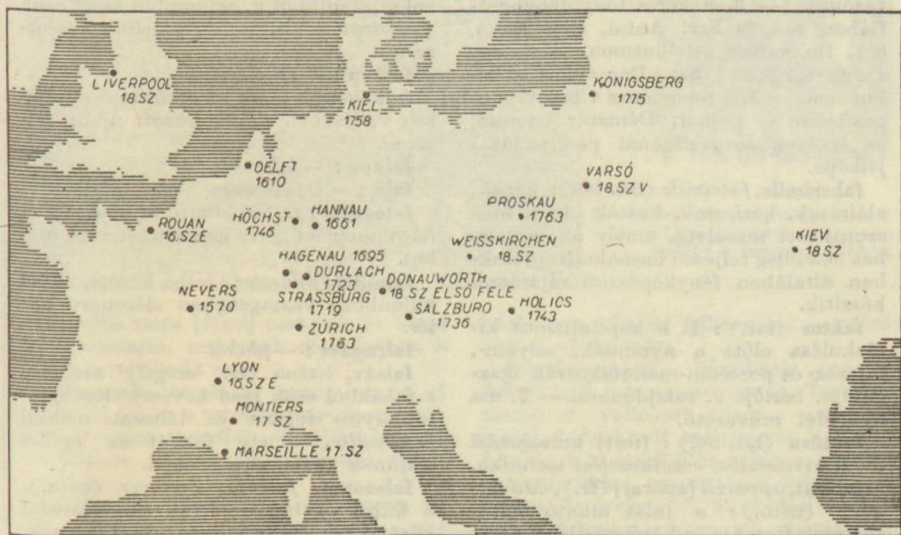 LIVERPOOL
18.SZ
KIEL
1758
KÖNIGSBERG
1775
DELFT
1610
VARSÓ
18.SZ.V
ROUAN
16.SZ.E
HÖCHST
1746
HANNAU
1661
PROSKAU
1763
WEISSKIRCHEN
18.SZ.
KIEV
18.SZ.
HAGENAU 1695
DURLACH
1723
STRASSBURG
1719
NEVERS
1570
DONAUWÖRTH
18.SZ ELSŐ FELE
SALZBURG
1736
HOLICS
1743
ZÜRICH
1763
LYON
16.SZ E
MONTIERS
17.SZ
MARSEILLE 17.SZ